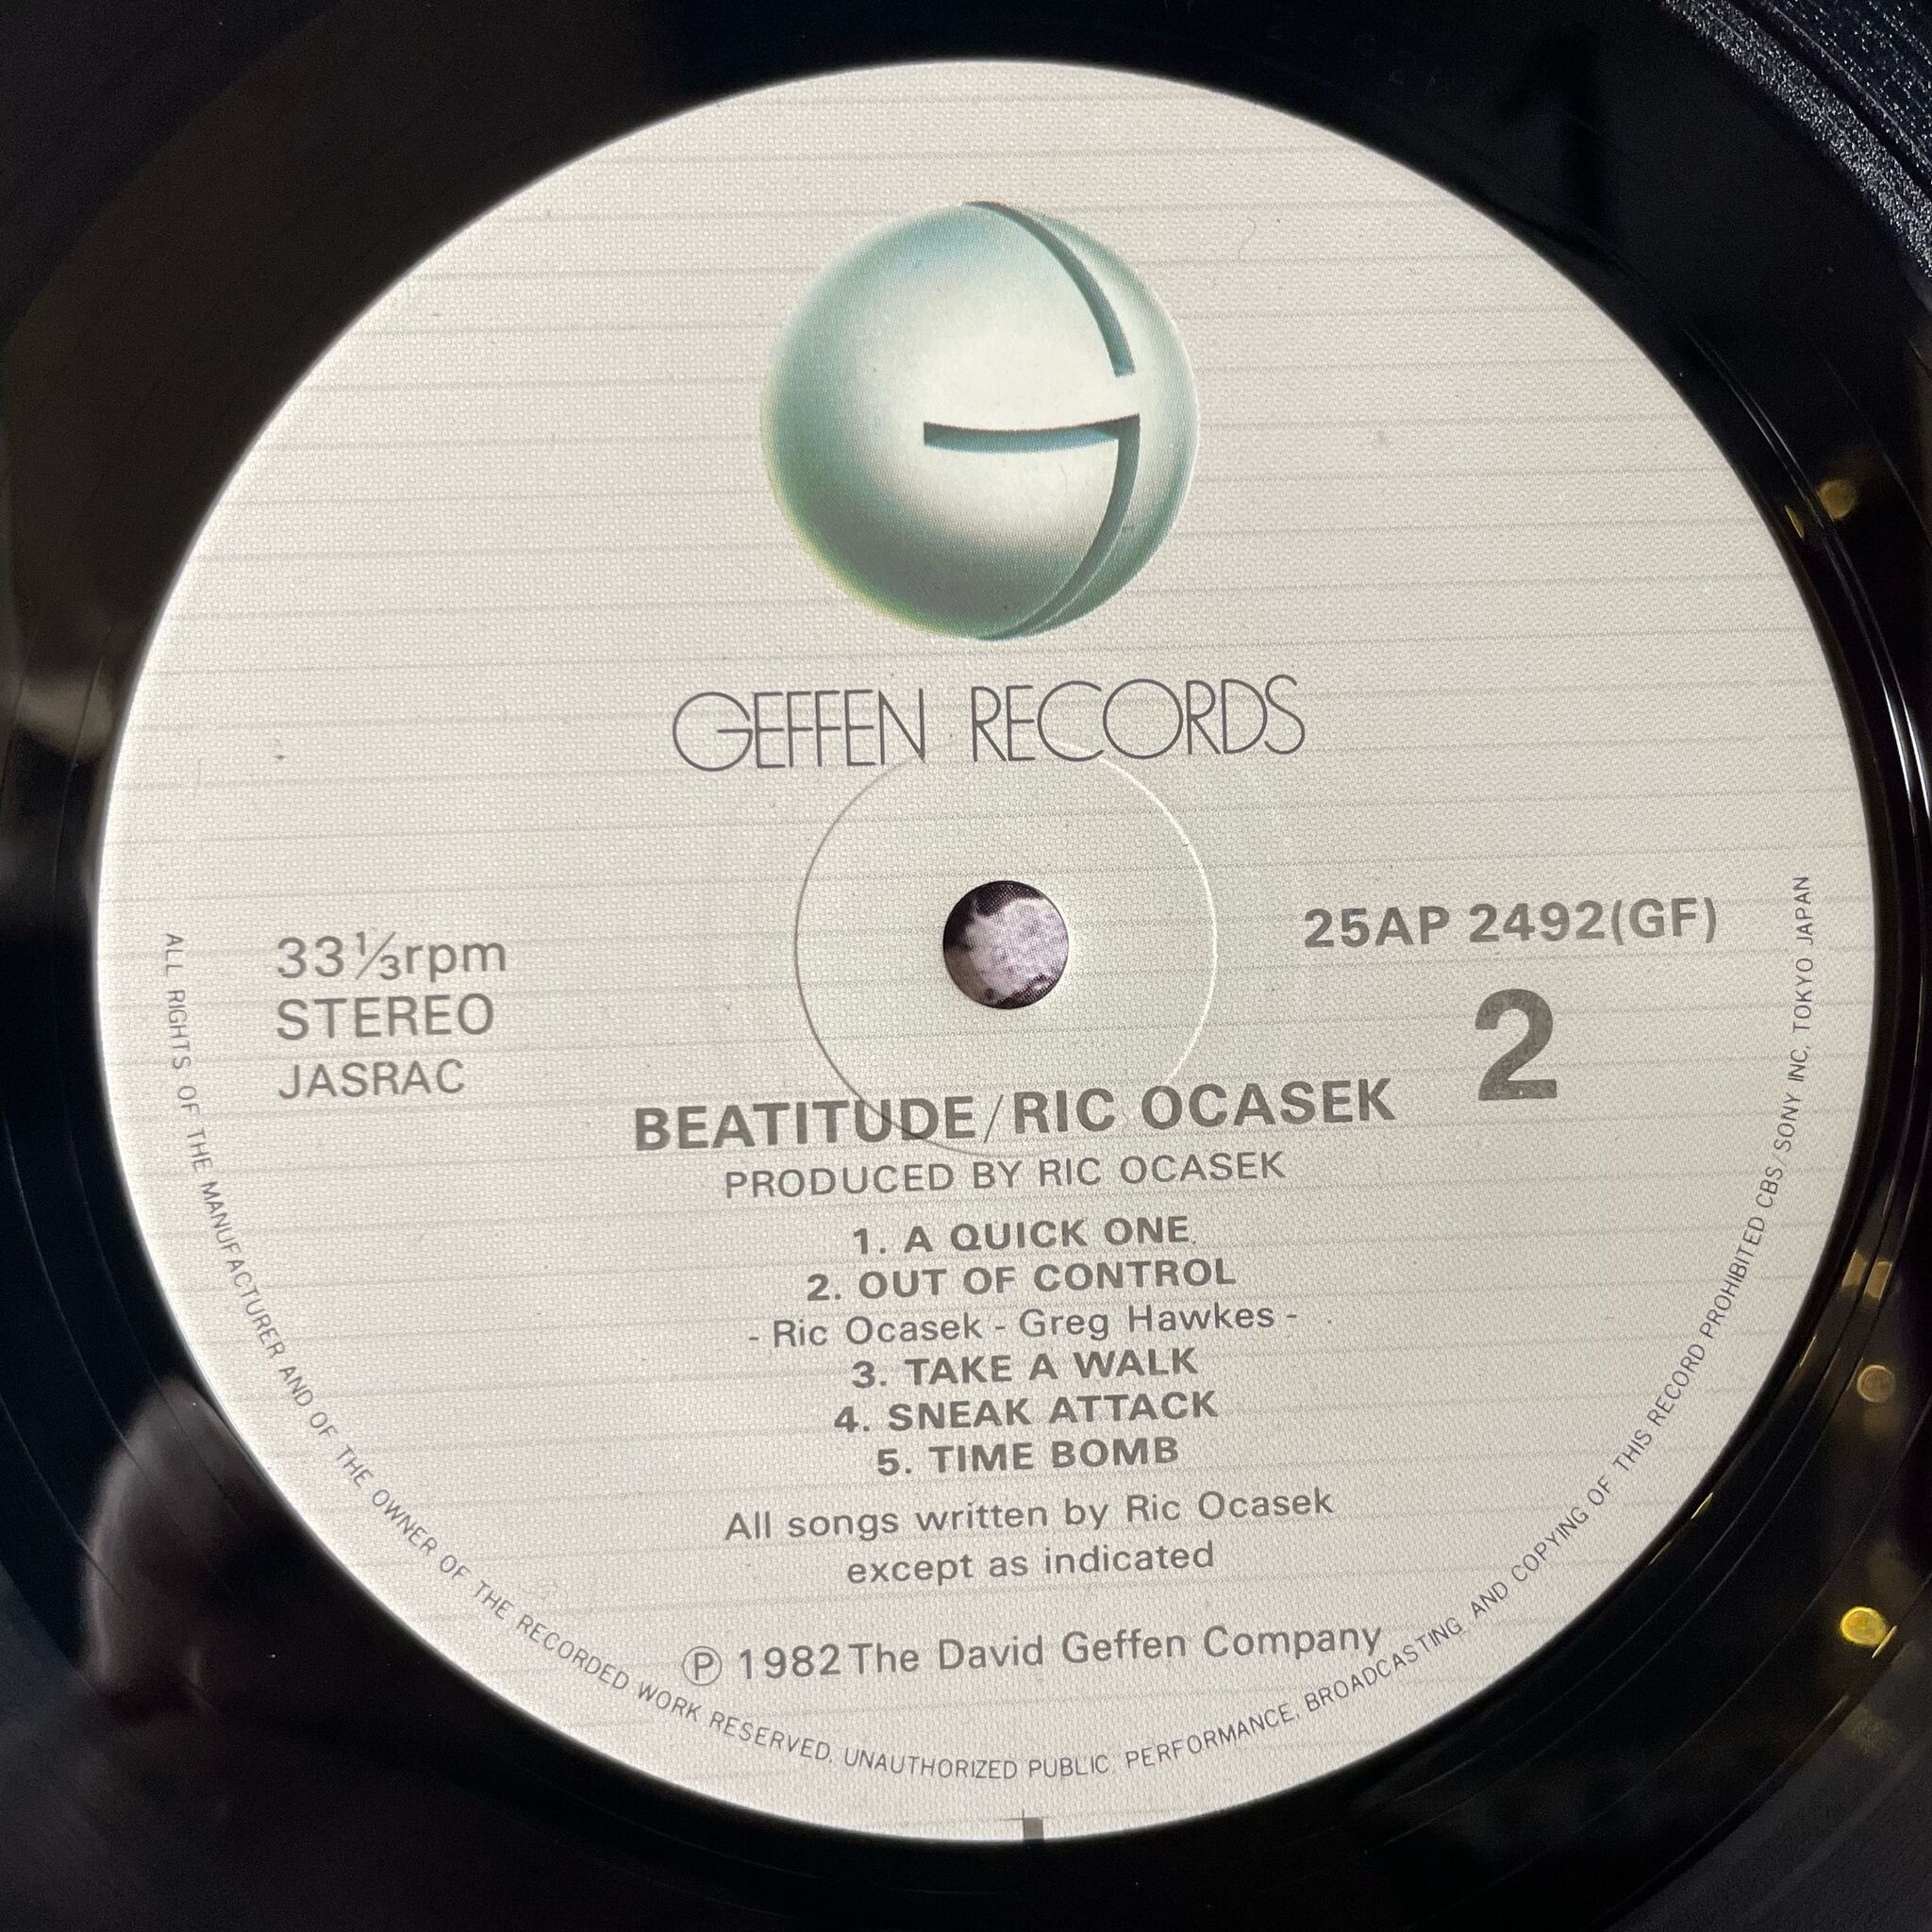 GEFFEN RECORDS
33⅓rpm
STEREO
JASRAC
25AP 2492(GF)
2
BEATITUDE/RIC OCASEK
PRODUCED BY RIC OCASEK
1. A QUICK ONE
2. OUT OF CONTROL
- Ric Ocasek - Greg Hawkes -
3. TAKE A WALK
4. SNEAK ATTACK
5. TIME BOMB
All songs written by Ric Ocasek
except as indicated
℗ 1982 The David Geffen Company
ALL RIGHTS OF THE MANUFACTURER AND OF THE OWNER OF THE RECORDED WORK RESERVED. UNAUTHORIZED PUBLIC PERFORMANCE, BROADCASTING AND COPYING OF THIS RECORD PROHIBITED CBS/SONY INC. TOKYO JAPAN